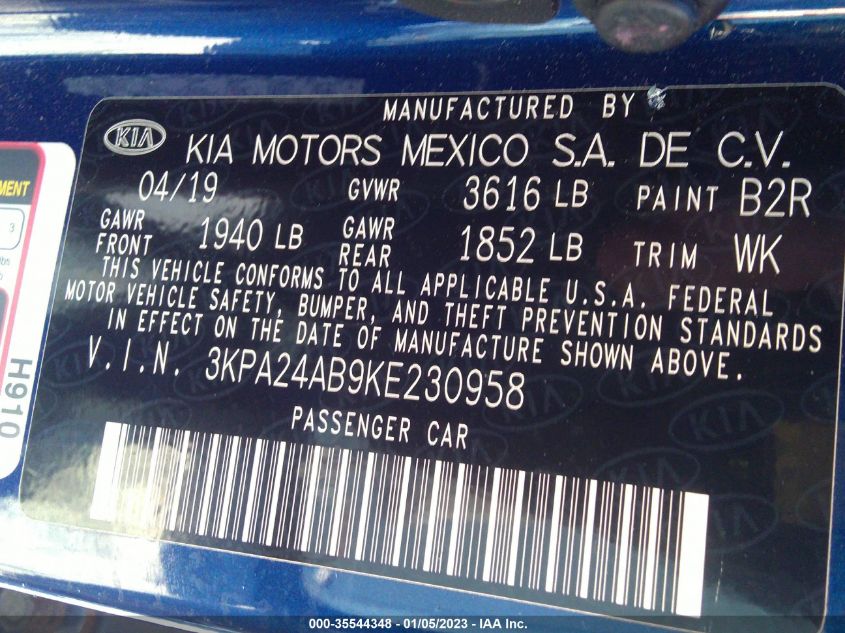 MANUFACTURED BY
KIA
KIA MOTORS MEXICO S.A. DE C.V.
04/19 GVWR 3616 LB PAINT B2R
GAWR FRONT 1940 LB GAWR REAR 1852 LB TRIM WK
THIS VEHICLE CONFORMS TO ALL APPLICABLE U.S.A. FEDERAL
MOTOR VEHICLE SAFETY, BUMPER, AND THEFT PREVENTION STANDARDS
IN EFFECT ON THE DATE OF MANUFACTURE SHOWN ABOVE.
V.I.N. 3KPA24AB9KE230958
PASSENGER CAR
MENT
3
lbs
H910
000-35544348 - 01/05/2023 - IAA Inc.